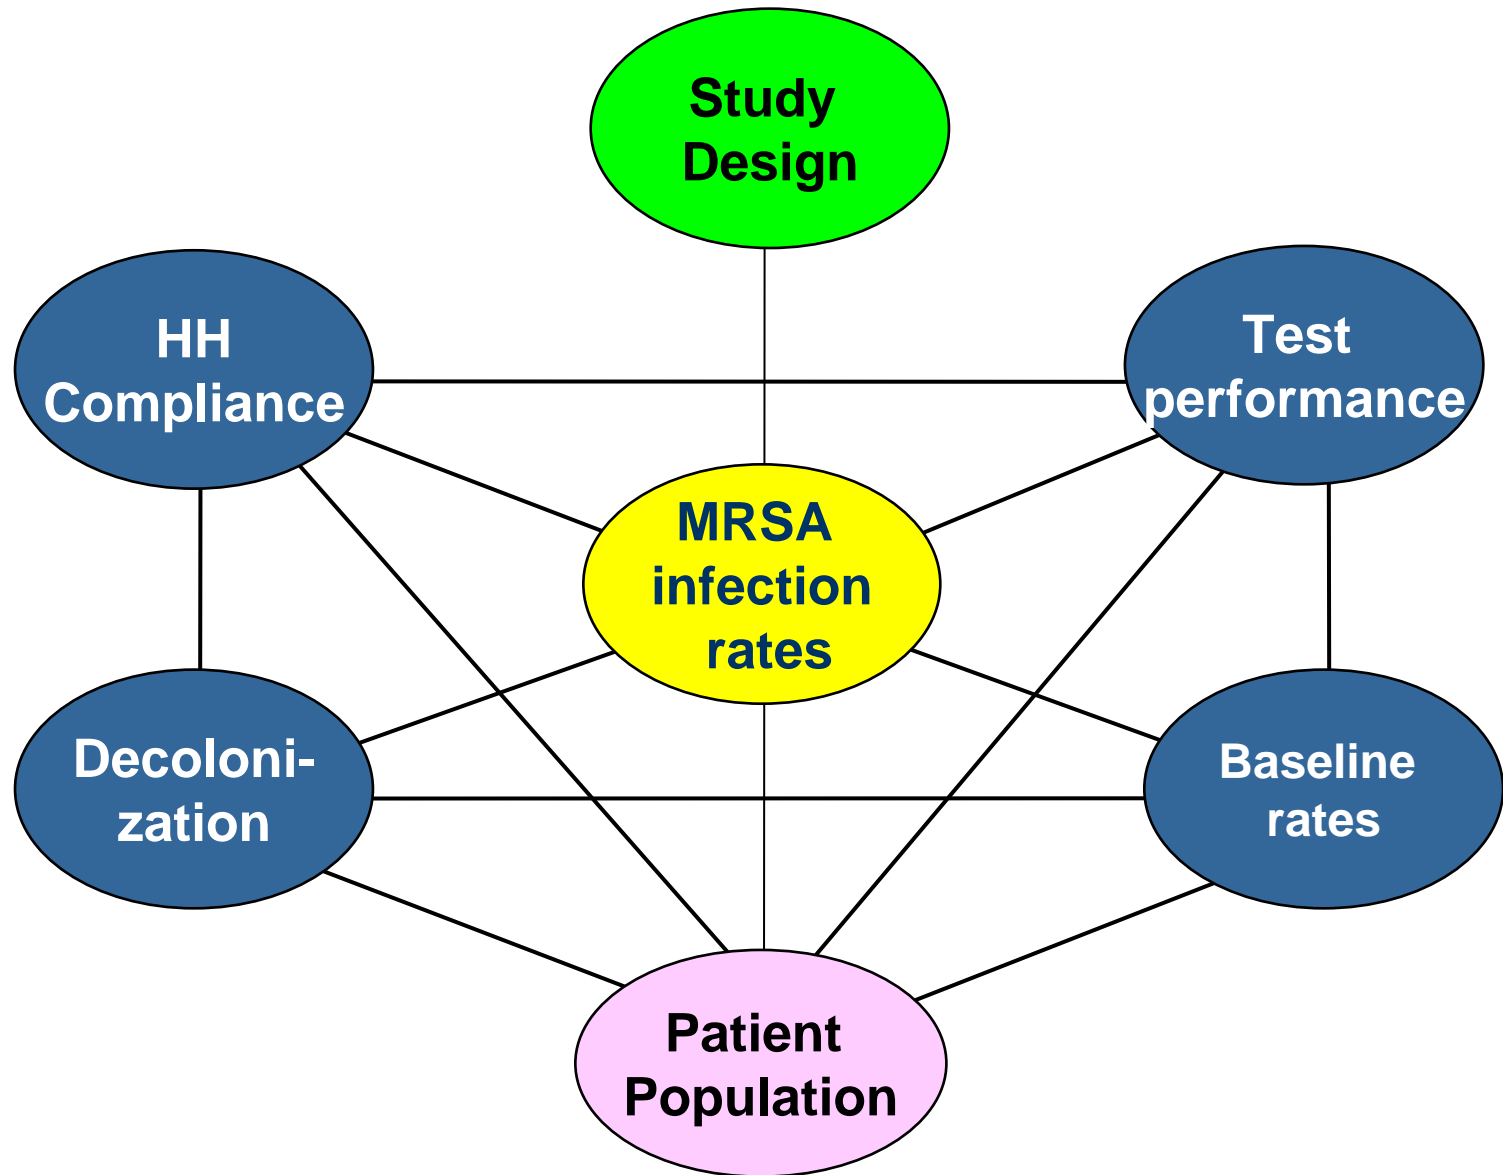 Study
Design
HH
Compliance
Test
performance
MRSA
infection
rates
Decoloni-
zation
Baseline
rates
Patient
Population